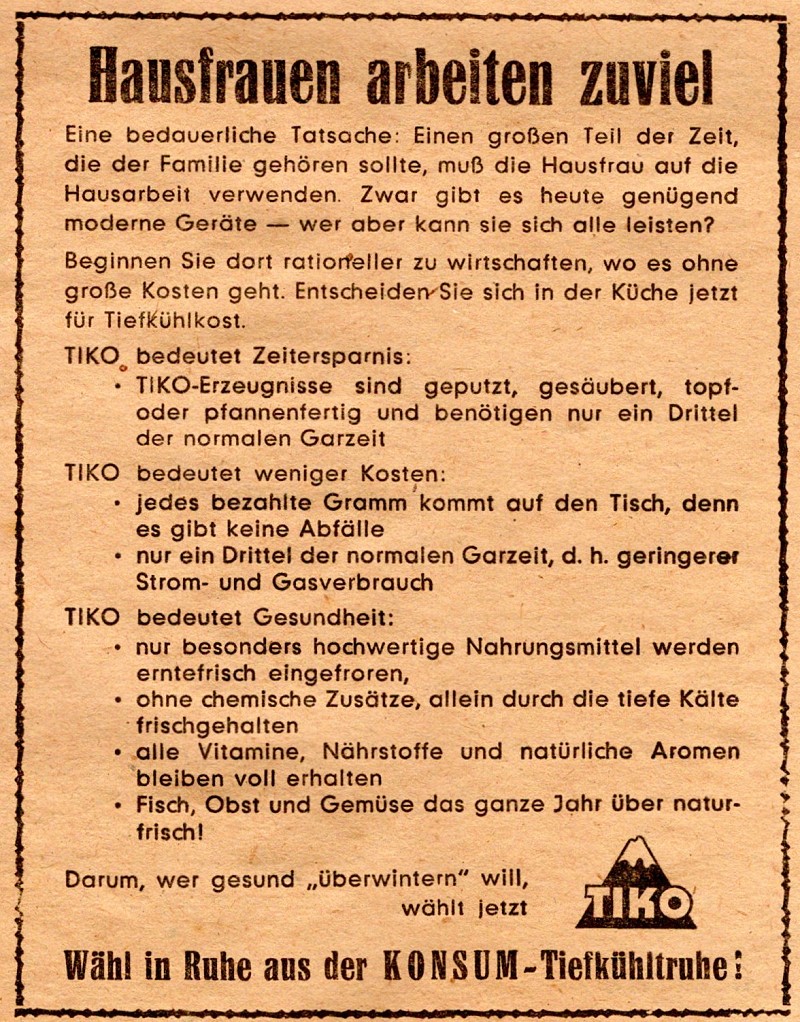 Hausfrauen arbeiten zuviel
Eine bedauerliche Tatsache: Einen großen Teil der Zeit,
die der Familie gehören sollte, muß die Hausfrau auf die
Hausarbeit verwenden. Zwar gibt es heute genügend
moderne Geräte — wer aber kann sie sich alle leisten?
Beginnen Sie dort rationeller zu wirtschaften, wo es ohne
große Kosten geht. Entscheiden Sie sich in der Küche jetzt
für Tiefkühlkost.
TIKO bedeutet Zeitersparnis:
• TIKO-Erzeugnisse sind geputzt, gesäubert, topf-
oder pfannenfertig und benötigen nur ein Drittel
der normalen Garzeit
TIKO bedeutet weniger Kosten:
• jedes bezahlte Gramm kommt auf den Tisch, denn
es gibt keine Abfälle
• nur ein Drittel der normalen Garzeit, d. h. geringerer
Strom- und Gasverbrauch
TIKO bedeutet Gesundheit:
• nur besonders hochwertige Nahrungsmittel werden
erntefrisch eingefroren,
• ohne chemische Zusätze, allein durch die tiefe Kälte
frischgehalten
• alle Vitamine, Nährstoffe und natürliche Aromen
bleiben voll erhalten
• Fisch, Obst und Gemüse das ganze Jahr über natur-
frisch!
Darum, wer gesund „überwintern" will,
wählt jetzt
TIKO
Wähl in Ruhe aus der KONSUM-Tiefkühltruhe!